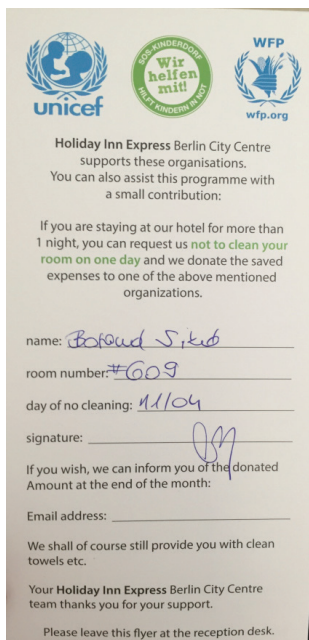 unicef
SOS-KINDERDORF
Wir
helfen
mit!
HILFT KINDERN IN NOT
WFP
wfp.org
Holiday Inn Express Berlin City Centre
supports these organisations.
You can also assist this programme with
a small contribution:
If you are staying at our hotel for more than
1 night, you can request us not to clean your
room on one day and we donate the saved
expenses to one of the above mentioned
organizations.
name:
room number: #609
day of no cleaning: 11/04
signature:
If you wish, we can inform you of the donated
Amount at the end of the month:
Email address:
We shall of course still provide you with clean
towels etc.
Your Holiday Inn Express Berlin City Centre
team thanks you for your support.
Please leave this flyer at the reception desk.